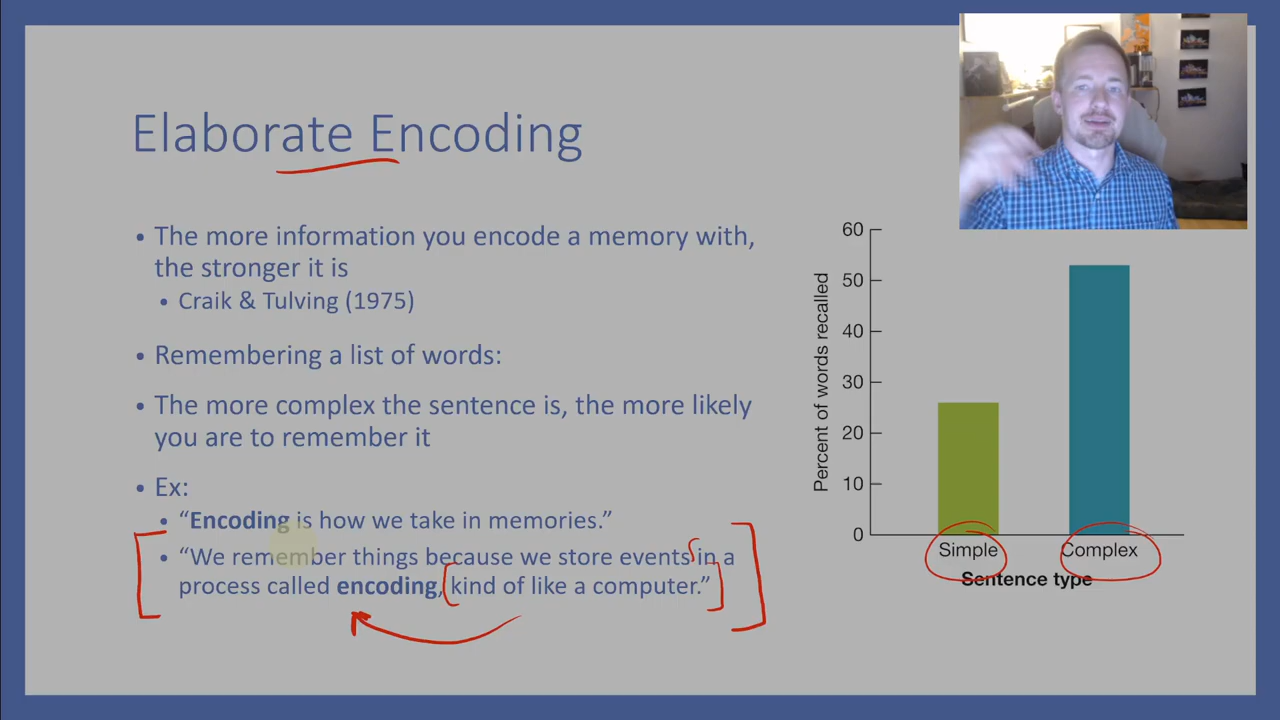 Elaborate Encoding
• The more information you encode a memory with,
the stronger it is
• Craik & Tulving (1975)
• Remembering a list of words:
• The more complex the sentence is, the more likely
you are to remember it
• Ex:
• “Encoding is how we take in memories.”
• “We remember things because we store events in a
process called encoding, kind of like a computer.”
60
50
40
30
20
10
0
Percent of words recalled
Simple Complex
Sentence type